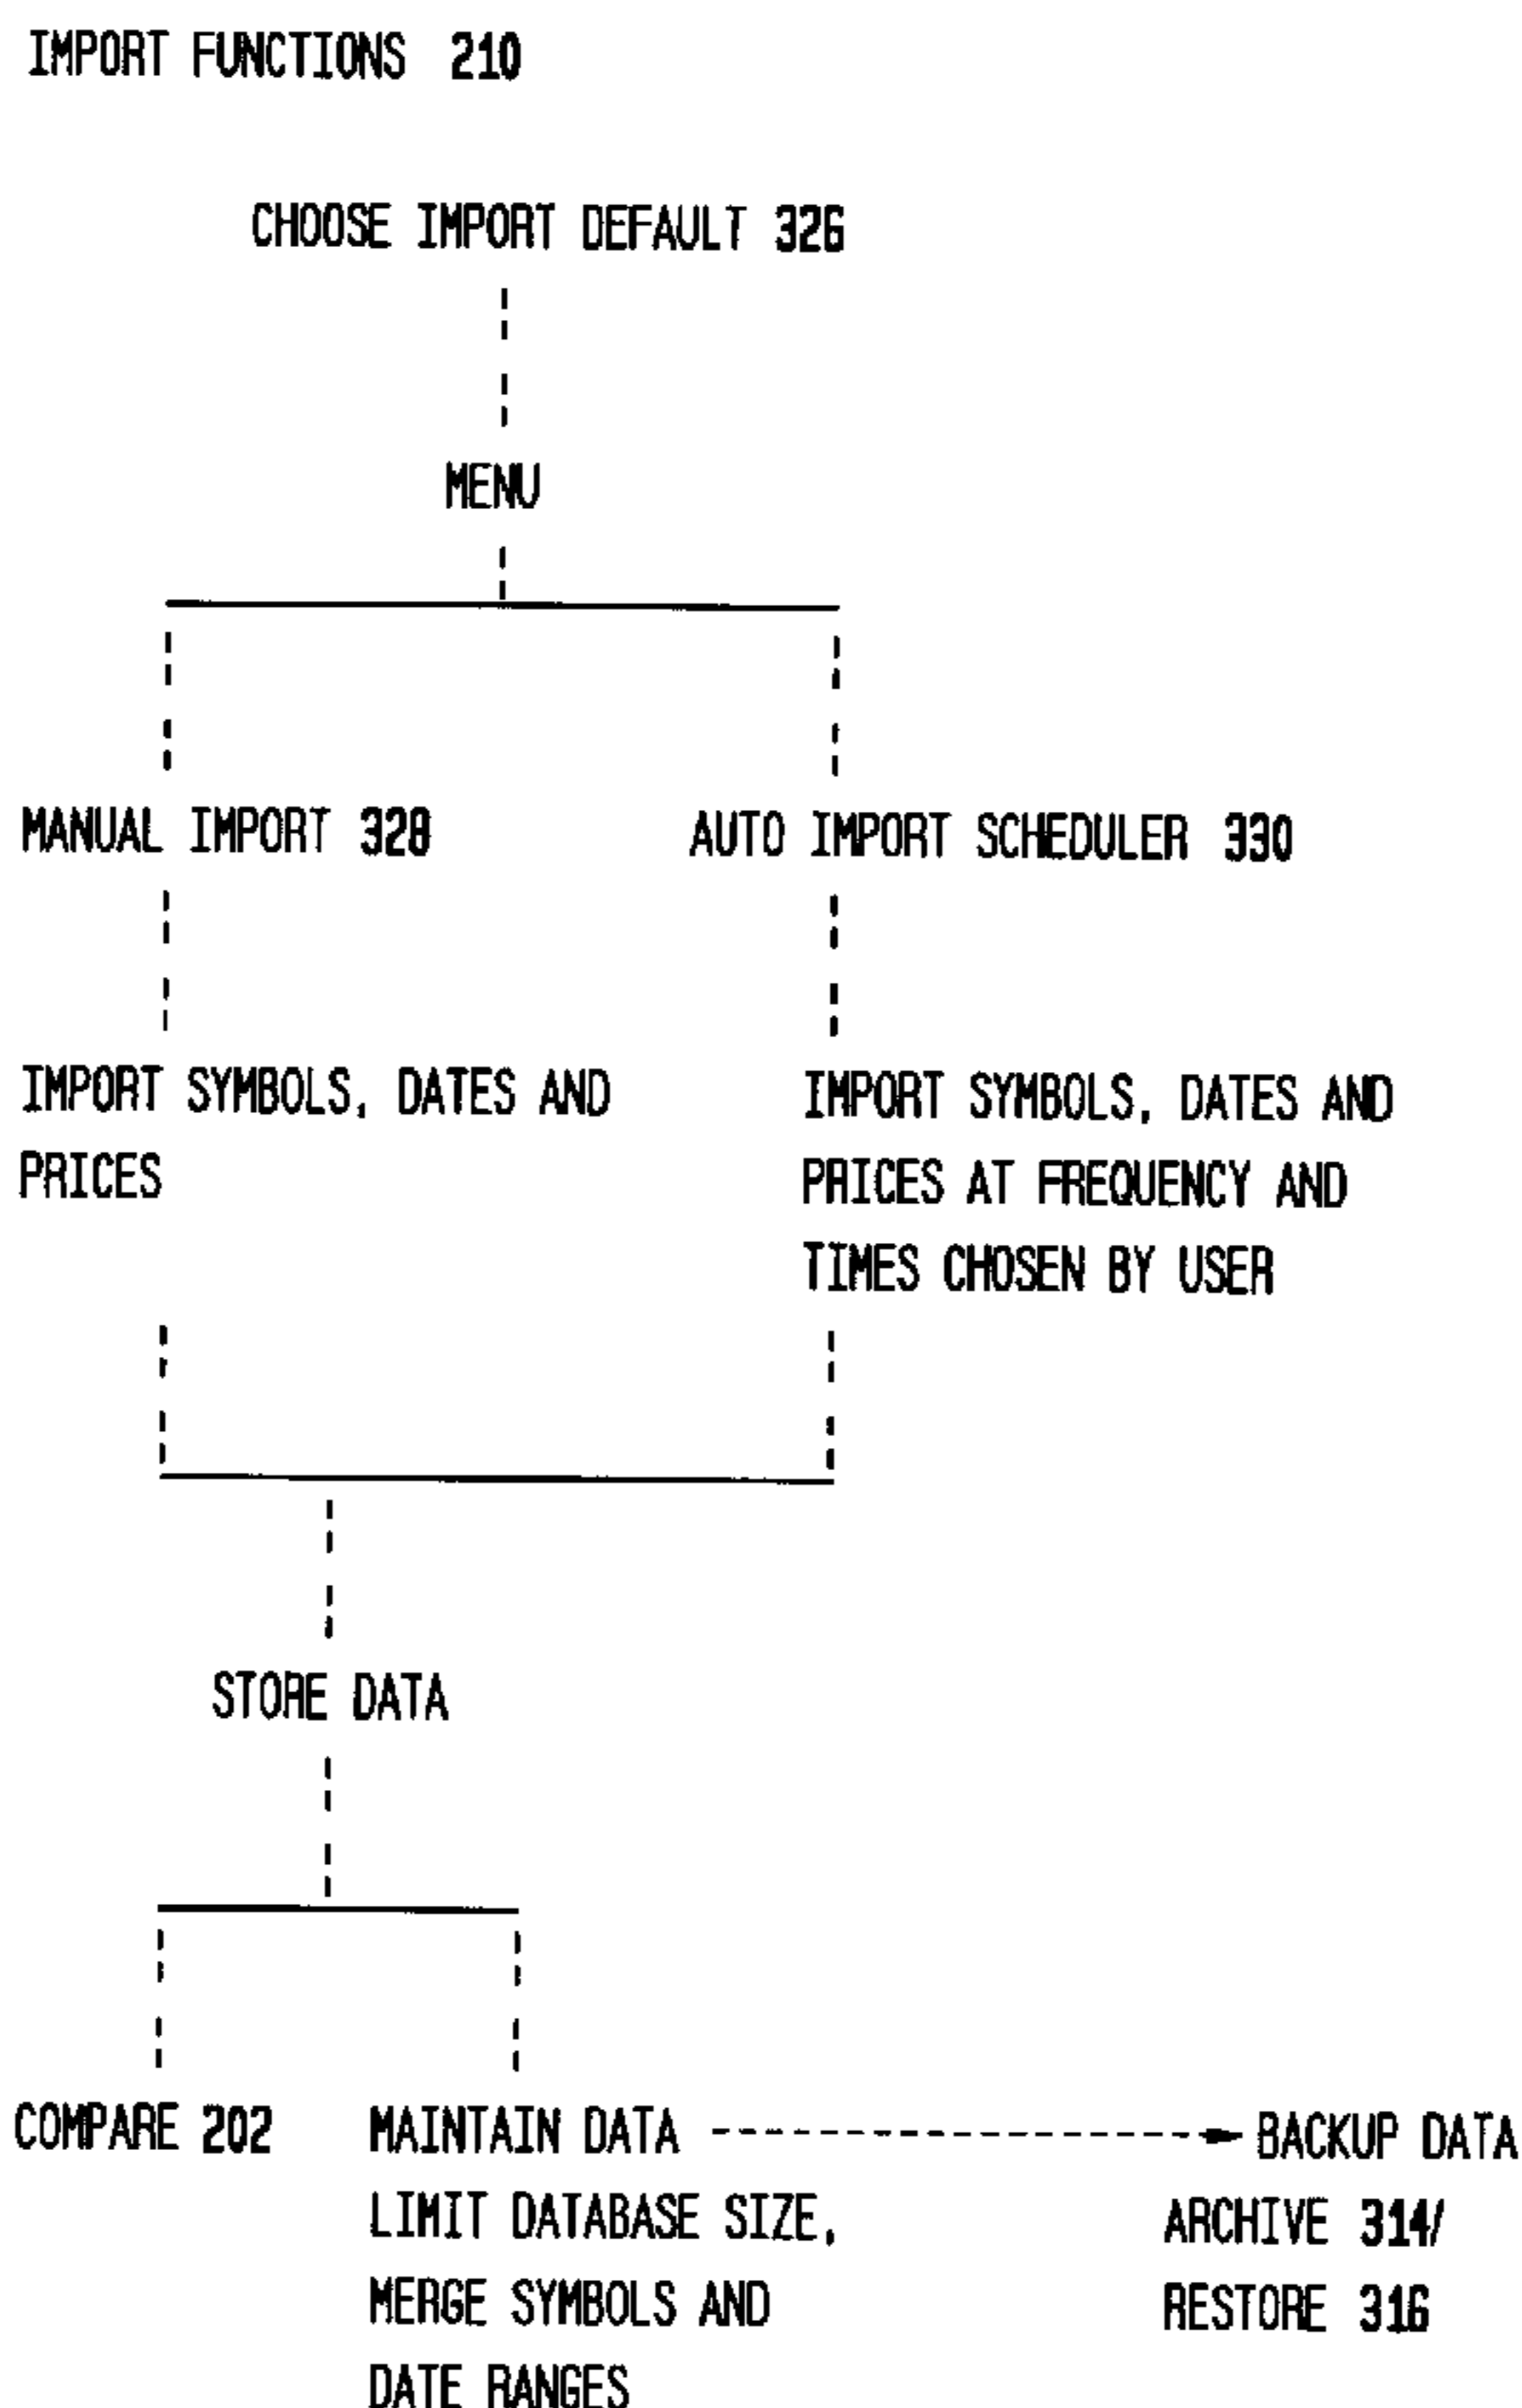 IMPORT FUNCTIONS 210
CHOOSE IMPORT DEFAULT 326
MENU
MANUAL IMPORT 328
AUTO IMPORT SCHEDULER 330
IMPORT SYMBOLS, DATES AND
PRICES
IMPORT SYMBOLS, DATES AND
PRICES AT FREQUENCY AND
TIMES CHOSEN BY USER
STORE DATA
COMPARE 202
MAINTAIN DATA
LIMIT DATABASE SIZE,
MERGE SYMBOLS AND
DATE RANGES
BACKUP DATA
ARCHIVE 314/
RESTORE 316